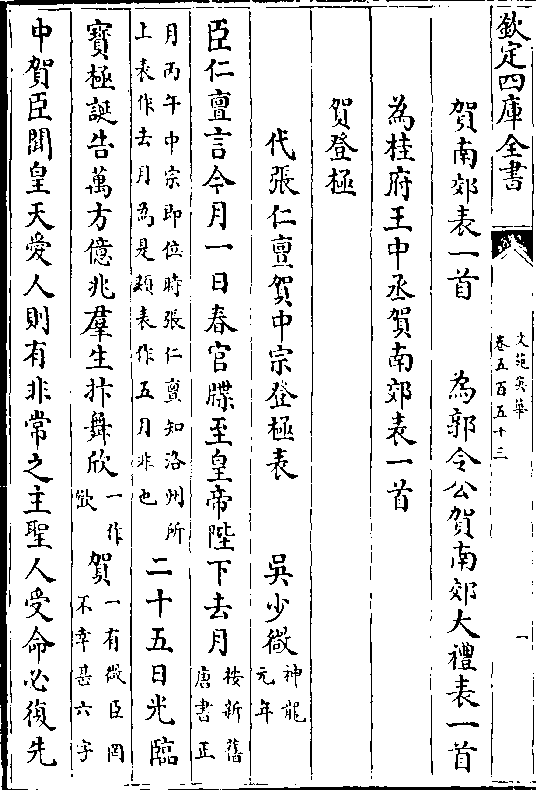 欽定四庫全書
文苑英華
卷五百五十三
一
賀南郊表一首　為郭令公賀南郊大禮表一首
為桂府王中丞賀南郊表一首
賀登極
代張仁亶賀中宗登極表　吳少微神龍
元年
臣仁亶言今月一日春官牒至皇帝陛下去月按新舊
唐書正
月丙午中宗即位時張仁亶知洛州所
上表作去月為是類表作五月非也
二十五日光臨
寶極誕告萬方億兆羣生抃舞欣一作
歡
賀一有微臣罔
不幸甚六字
中賀臣聞皇天愛人則有非常之主聖人受命必復先